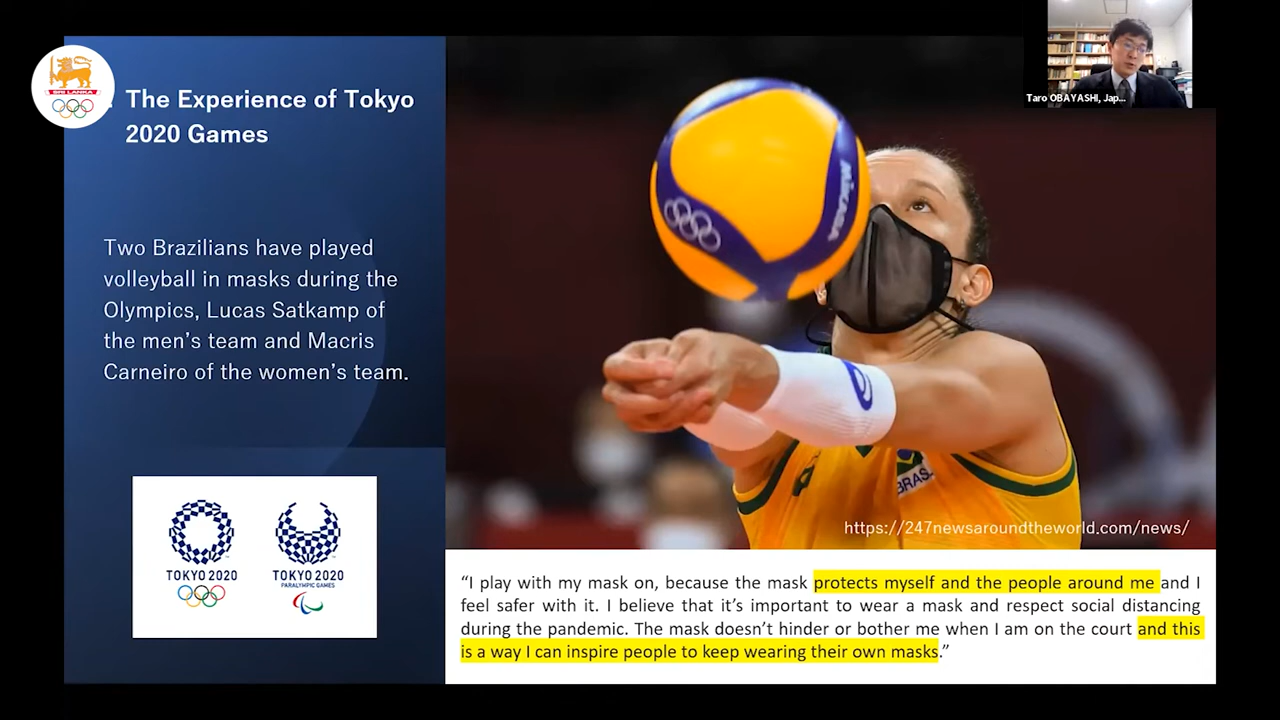 SRI LANKA
The Experience of Tokyo
2020 Games
Two Brazilians have played
volleyball in masks during the
Olympics, Lucas Satkamp of
the men's team and Macris
Carneiro of the women's team.
TOKYO 2020
TOKYO 2020
PARALYMPIC GAMES
MIKASA
BRASIL
https://247newsaroundtheworld.com/news/
Taro OBAYASHI, Jap...
“I play with my mask on, because the mask protects myself and the people around me and I
feel safer with it. I believe that it's important to wear a mask and respect social distancing
during the pandemic. The mask doesn't hinder or bother me when I am on the court and this
is a way I can inspire people to keep wearing their own masks.”